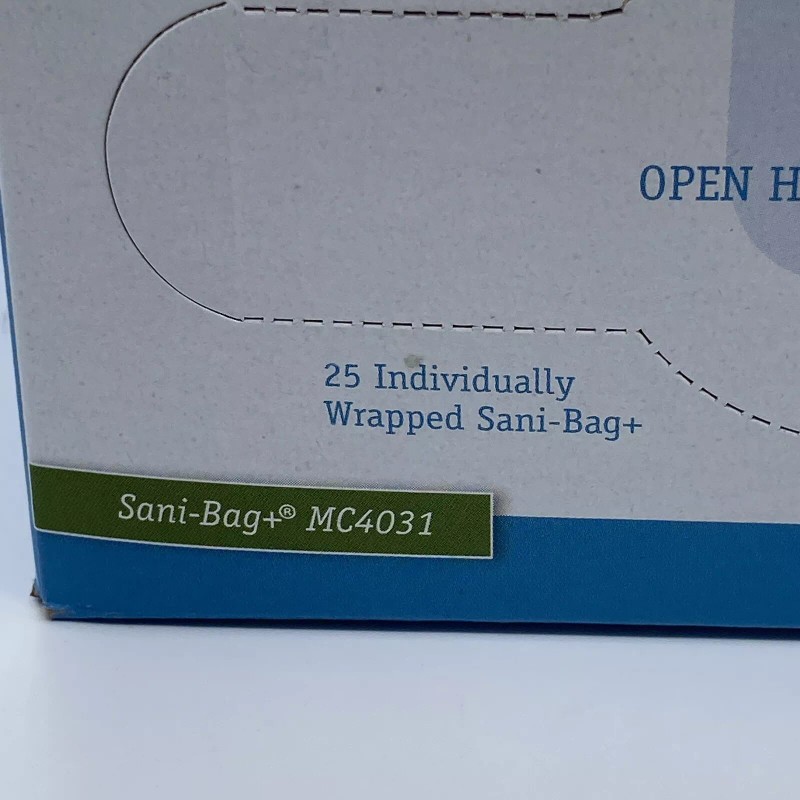 OPEN H
25 Individually
Wrapped Sani-Bag+
Sani-Bag+® MC4031